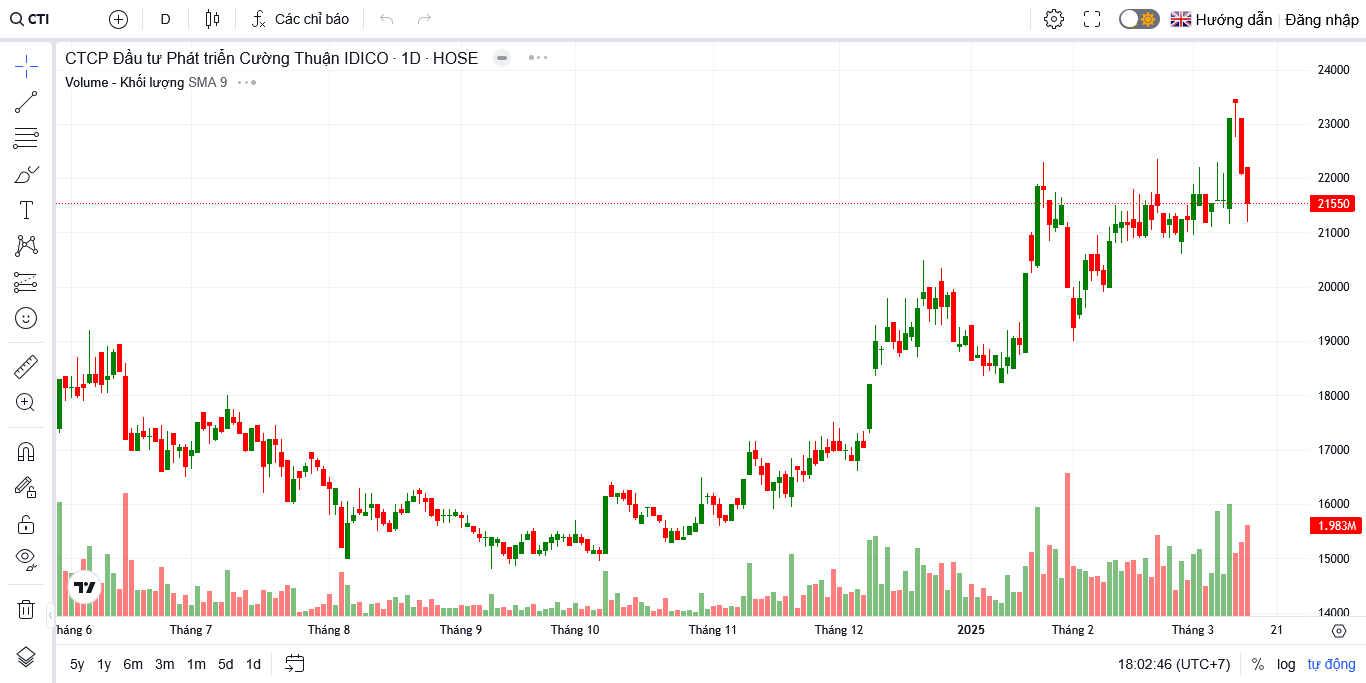 CTI
D
Các chỉ báo
Hướng dẫn
Đăng nhập
CTCP Đầu tư Phát triển Cường Thuận IDICO · 1D · HOSE
Volume - Khối lượng SMA 9
24000
23000
22000
21550
21000
20000
19000
18000
17000
16000
1.983M
15000
14000
háng 6
Tháng 7
Tháng 8
Tháng 9
Tháng 10
Tháng 11
Tháng 12
2025
Tháng 2
Tháng 3
21
5y 1y 6m 3m 1m 5d 1d
18:02:46 (UTC+7)
% log tự động